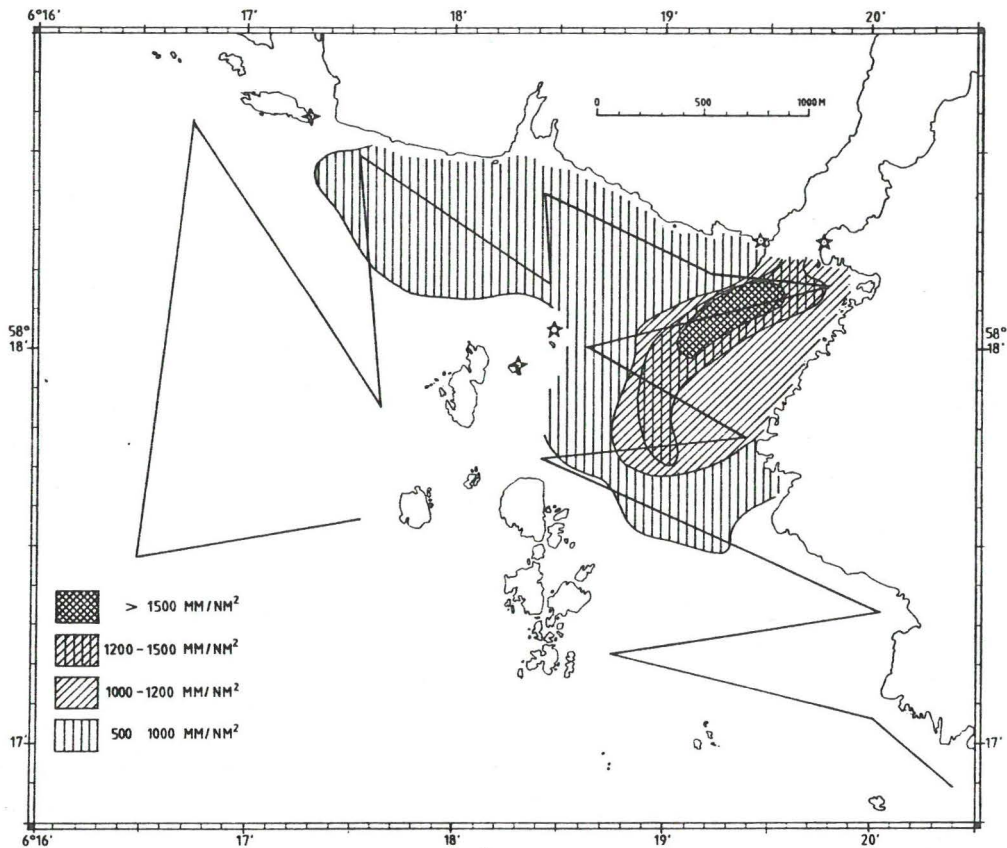 6°16' 18' 19' 20'
0 500 1000 M
58°
18'
58°
18'
> 1500 MM/NM²
1200-1500 MM/NM²
1000-1200 MM/NM²
500 1000 MM/NM²
17'
17'
6°16' 17' 18' 19' 20'